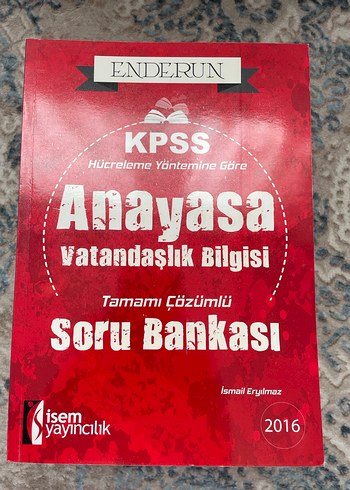 ENDERUN
KPSS
Hücreleme Yöntemine Göre
Anayasa
Vatandaşlık Bilgisi
Tamamı Çözümlü
Soru Bankası
İsmail Eryılmaz
isem
yayıncılık
2016